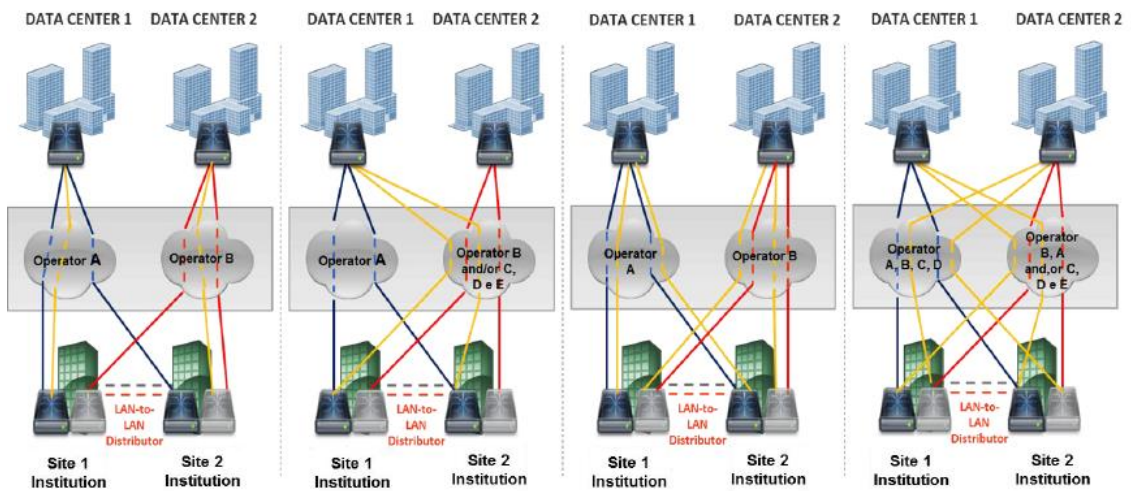 DATA CENTER 1
DATA CENTER 2
Operator A
Operator B
LAN-to-
LAN
Distributor
Site 1
Institution
Site 2
Institution
DATA CENTER 1
DATA CENTER 2
Operator A
Operator B
and/or C,
D e E
LAN-to-
LAN
Distributor
Site 1
Institution
Site 2
Institution
DATA CENTER 1
DATA CENTER 2
Operator
A
Operator B
LAN-to-
LAN
Distributor
Site 1
Institution
Site 2
Institution
DATA CENTER 1
DATA CENTER 2
Operator
A, B, C, D
Operator
B, A
and,or C,
D e E
LAN-to-
LAN
Distributor
Site 1
Institution
Site 2
Institution